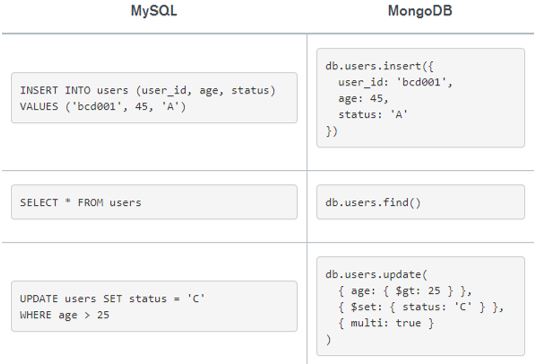 MySQL MongoDB
INSERT INTO users (user_id, age, status)
VALUES ('bcd001', 45, 'A')
db.users.insert({
  user_id: 'bcd001',
  age: 45,
  status: 'A'
})
SELECT * FROM users
db.users.find()
UPDATE users SET status = 'C'
WHERE age > 25
db.users.update(
  { age: { $gt: 25 } },
  { $set: { status: 'C' } },
  { multi: true }
)